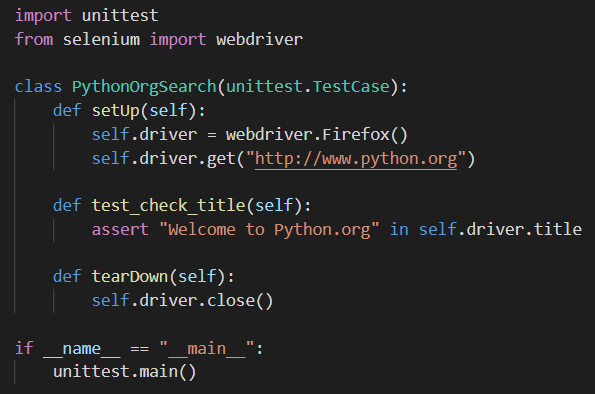 import unittest
from selenium import webdriver
class PythonOrgSearch(unittest.TestCase):
    def setUp(self):
        self.driver = webdriver.Firefox()
        self.driver.get("http://www.python.org")
    def test_check_title(self):
        assert "Welcome to Python.org" in self.driver.title
    def tearDown(self):
        self.driver.close()
if __name__ == "__main__":
    unittest.main()